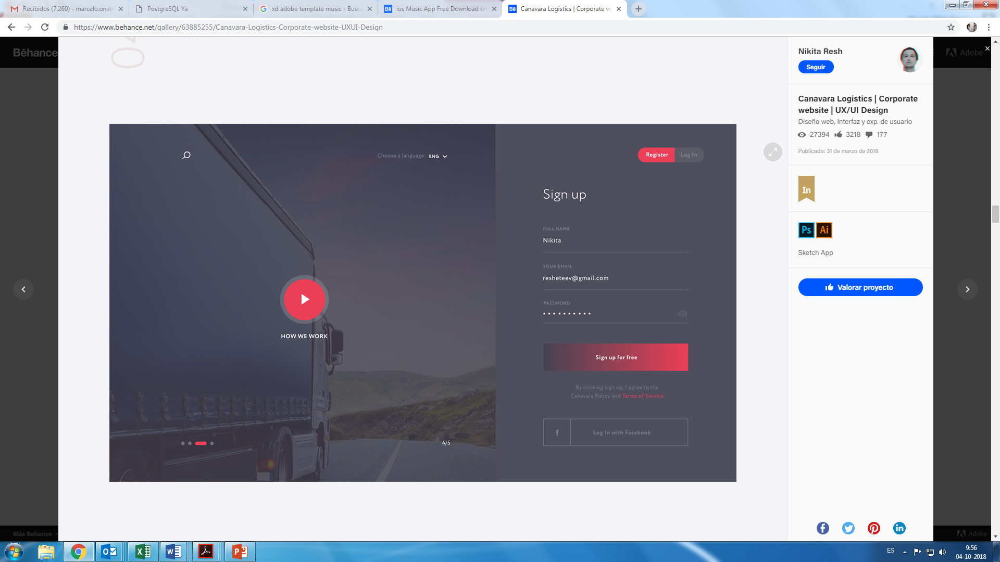 Recibidos (7.260) - marcelo.onate
PostgreSQL Ya
xd adobe template music - Busca
Bē ios Music App Free Download on
Bē Canavara Logistics | Corporate w
https://www.behance.net/gallery/63885255/Canavara-Logistics-Corporate-website-UXUI-Design
Bēhance
Adobe
04
Nikita Resh
Seguir
Canavara Logistics | Corporate
website | UX/UI Design
Diseño web, Interfaz y exp. de usuario
27394 3218 177
Publicado: 31 de marzo de 2018
In
Ps Ai
Sketch App
Valorar proyecto
Choose a language: ENG
Register Log In
Sign up
FULL NAME
Nikita
YOUR EMAIL
resheteev@gmail.com
PASSWORD
HOW WE WORK
Sign up for free
By clicking sign up, I agree to the
Canavara Policy and Terms of Service
f Log In with Facebook
4/5
Más Behance
Adobe
ES
9:56
04-10-2018